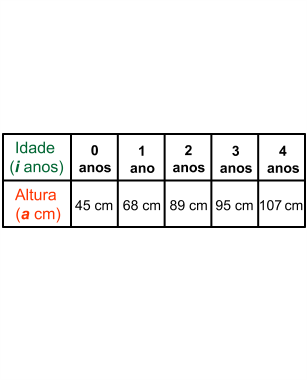 Idade (i anos) 0 anos 1 ano 2 anos 3 anos 4 anos
Altura (a cm) 45 cm 68 cm 89 cm 95 cm 107 cm